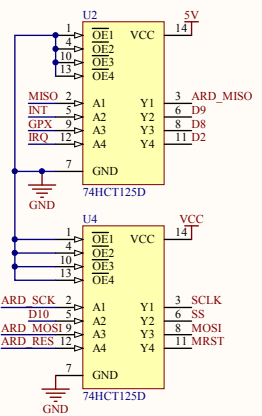 U2
5V
1 OE1 VCC 14
4 OE2
10 OE3
13 OE4
MISO 2 A1 Y1 3 ARD_MISO
INT 5 A2 Y2 6 D9
GPX 9 A3 Y3 8 D8
IRQ 12 A4 Y4 11 D2
7 GND
74HCT125D
GND
U4
VCC
1 OE1 VCC 14
4 OE2
10 OE3
13 OE4
ARD_SCK 2 A1 Y1 3 SCLK
D10 5 A2 Y2 6 SS
ARD_MOSI 9 A3 Y3 8 MOSI
ARD_RES 12 A4 Y4 11 MRST
7 GND
74HCT125D
GND